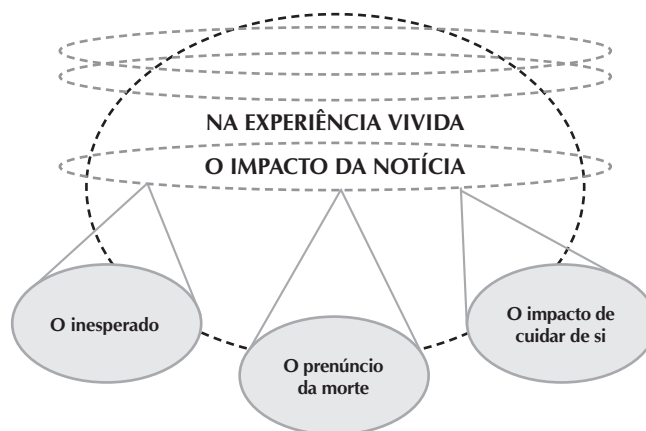 NA EXPERIÊNCIA VIVIDA
O IMPACTO DA NOTÍCIA
O inesperado
O prenúncio
da morte
O impacto de
cuidar de si